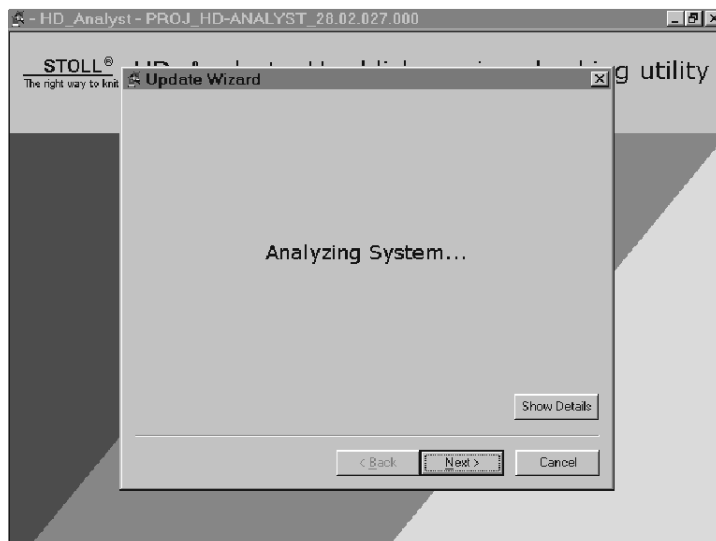 - HD_Analyst - PROJ_HD-ANALYST_28.02.027.000
STOLL®
The right way to knit
g utility
Update Wizard
Analyzing System...
Show Details
< Back
Next >
Cancel